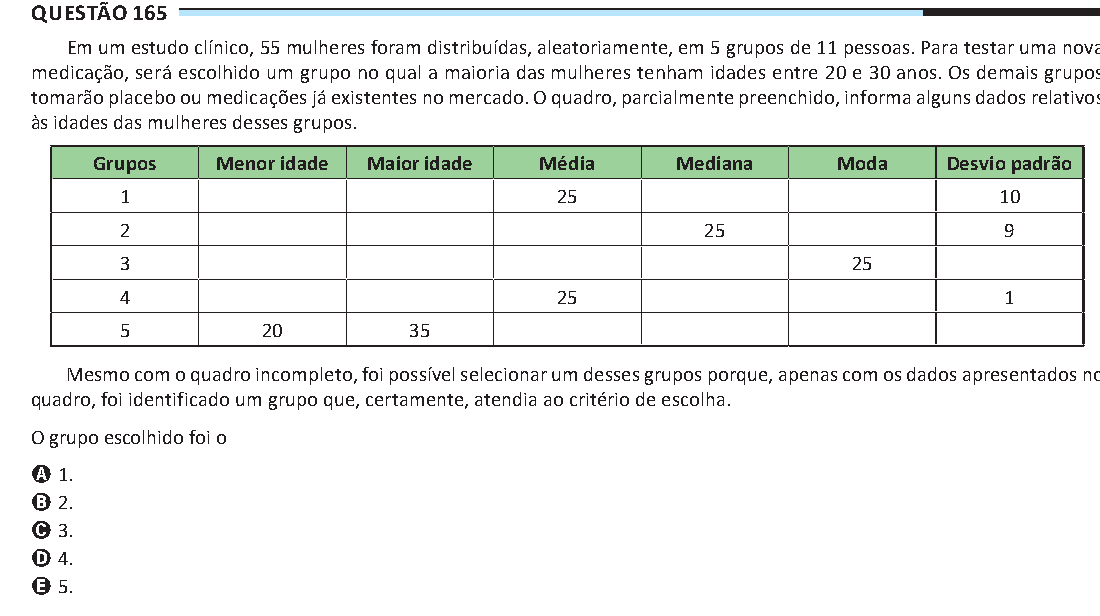 QUESTÃO 165
Em um estudo clínico, 55 mulheres foram distribuídas, aleatoriamente, em 5 grupos de 11 pessoas. Para testar uma nova
medicação, será escolhido um grupo no qual a maioria das mulheres tenham idades entre 20 e 30 anos. Os demais grupos
tomarão placebo ou medicações já existentes no mercado. O quadro, parcialmente preenchido, informa alguns dados relativos
às idades das mulheres desses grupos.
Grupos Menor idade Maior idade Média Mediana Moda Desvio padrão
1 25 10
2 25 9
3 25
4 25 1
5 20 35
Mesmo com o quadro incompleto, foi possível selecionar um desses grupos porque, apenas com os dados apresentados no
quadro, foi identificado um grupo que, certamente, atendia ao critério de escolha.
O grupo escolhido foi o
A 1.
B 2.
C 3.
D 4.
E 5.